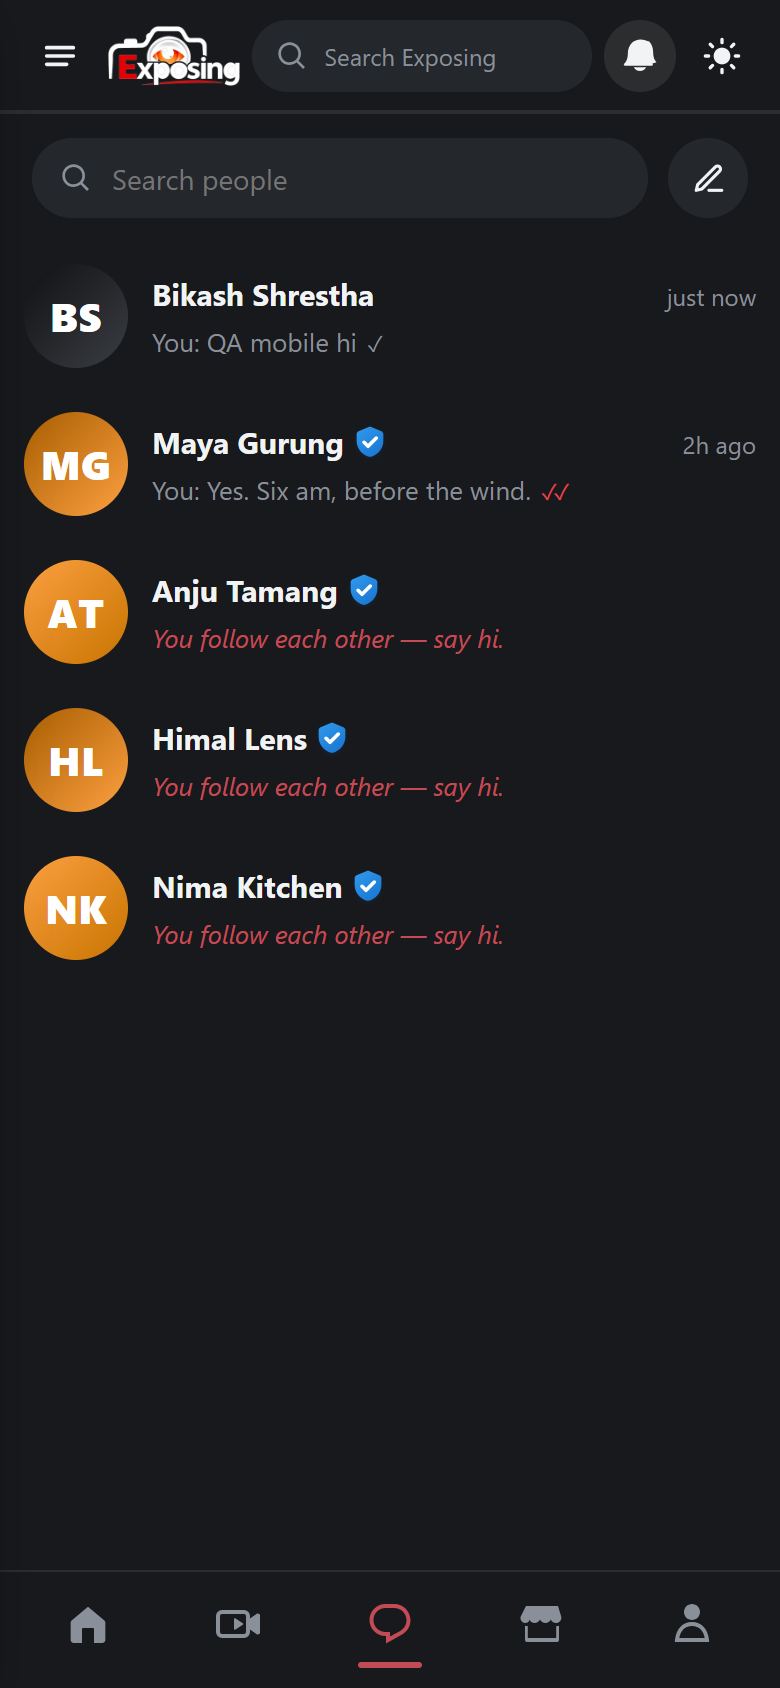 Exposing
Search Exposing
Search people
BS
Bikash Shrestha
just now
You: QA mobile hi ✓
MG
Maya Gurung
2h ago
You: Yes. Six am, before the wind. ✓✓
AT
Anju Tamang
You follow each other — say hi.
HL
Himal Lens
You follow each other — say hi.
NK
Nima Kitchen
You follow each other — say hi.